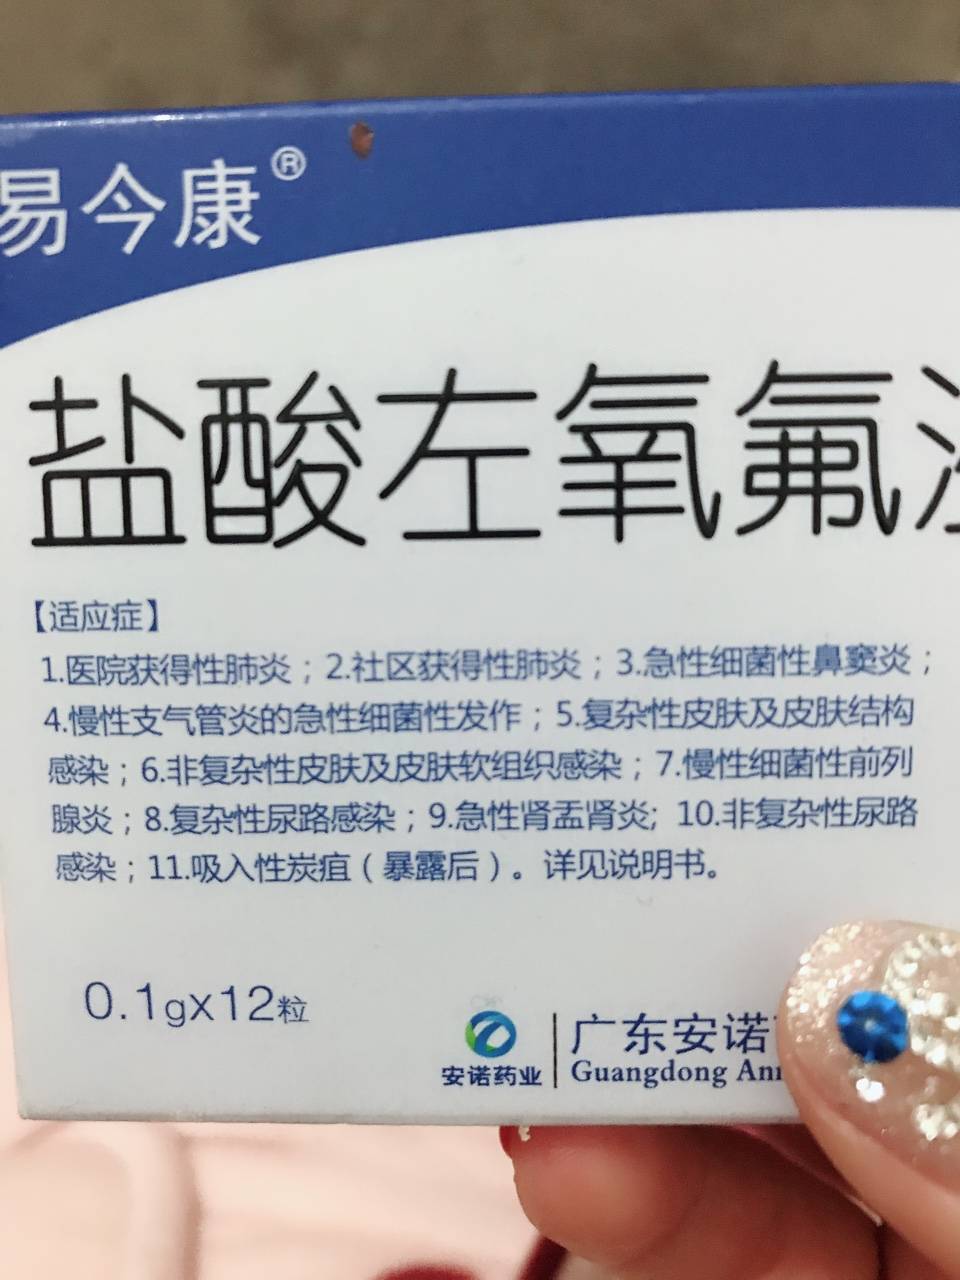 易今康®
盐酸左氧氟
【适应症】
1.医院获得性肺炎；2.社区获得性肺炎；3.急性细菌性鼻窦炎；
4.慢性支气管炎的急性细菌性发作；5.复杂性皮肤及皮肤结构
感染；6.非复杂性皮肤及皮肤软组织感染；7.慢性细菌性前列
腺炎；8.复杂性尿路感染；9.急性肾盂肾炎; 10.非复杂性尿路
感染；11.吸入性炭疽（暴露后）。详见说明书。
0.1gx12粒
安诺药业
广东安诺
Guangdong